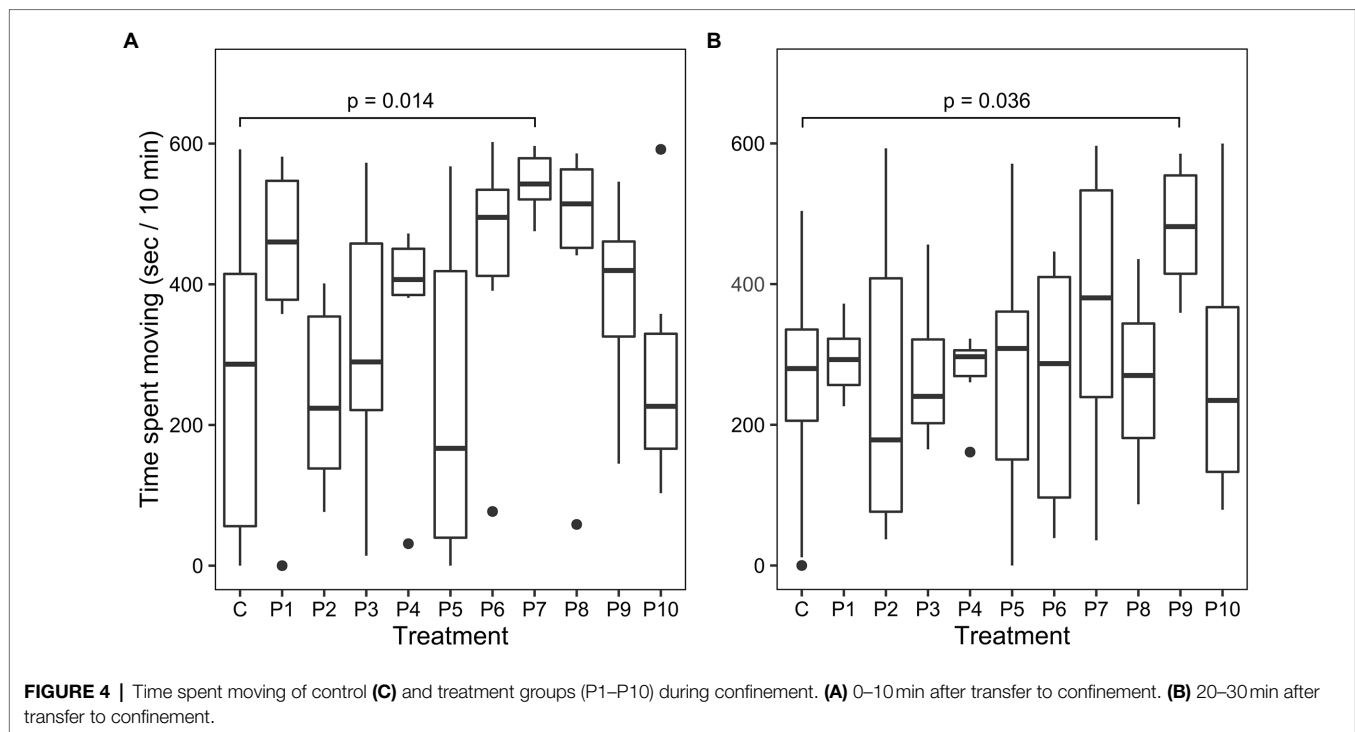 A
B
p = 0.014
p = 0.036
Time spent moving (sec / 10 min)
600
400
200
0
600
400
200
0
C P1 P2 P3 P4 P5 P6 P7 P8 P9 P10
C P1 P2 P3 P4 P5 P6 P7 P8 P9 P10
Treatment
Treatment
FIGURE 4 | Time spent moving of control (C) and treatment groups (P1–P10) during confinement. (A) 0–10 min after transfer to confinement. (B) 20–30 min after
transfer to confinement.